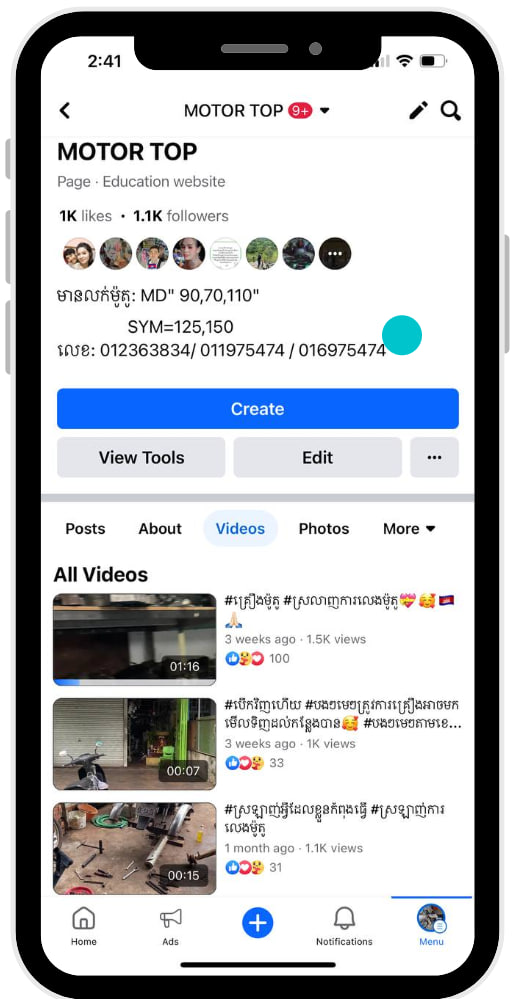 2:41
MOTOR TOP 9+
MOTOR TOP
Page · Education website
1K likes • 1.1K followers
មានលក់ម៉ូតូ: MD" 90,70,110"
SYM=125,150
លេខ: 012363834/ 011975474 / 016975474
Create
View Tools
Edit
Posts
About
Videos
Photos
More
All Videos
#គ្រឿងម៉ូតូ #ស្រលាញការលេងម៉ូតូ💝🥰🇰🇭
🙏🏻
3 weeks ago · 1.5K views
100
01:16
#បើកវិញហើយ #បងៗមេៗត្រូវការគ្រឿងអាចមក
មើលទិញដល់កន្លែងបាន🥰 #បងៗមេៗតាមខេ...
3 weeks ago · 1K views
33
00:07
#ស្រឡាញ់អ្វីដែលខ្លួនកំពុងធ្វើ #ស្រឡាញ់ការ
លេងម៉ូតូ
1 month ago · 1.1K views
31
00:15
Home
Ads
Notifications
Menu